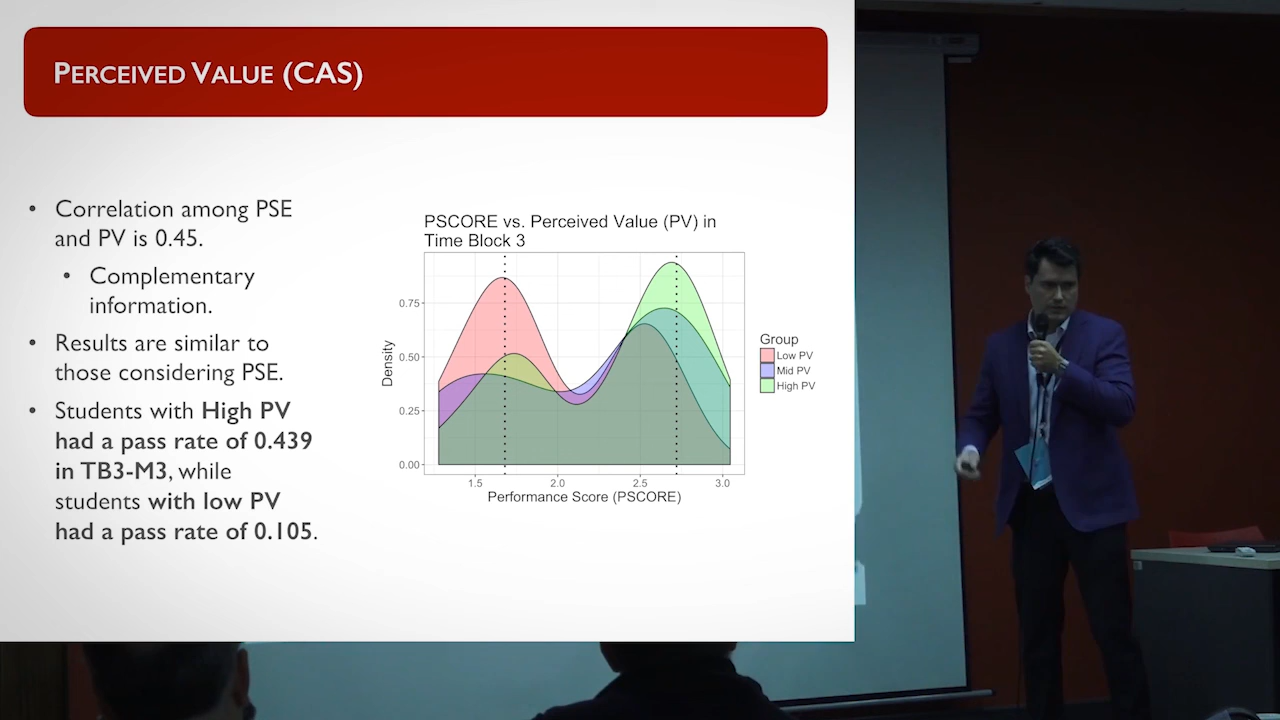 PERCEIVED VALUE (CAS)
• Correlation among PSE
and PV is 0.45.
• Complementary
information.
• Results are similar to
those considering PSE.
• Students with High PV
had a pass rate of 0.439
in TB3-M3, while
students with low PV
had a pass rate of 0.105.
PSCORE vs. Perceived Value (PV) in
Time Block 3
Density
0.75
0.50
0.25
0.00
1.5 2.0 2.5 3.0
Performance Score (PSCORE)
Group
Low PV
Mid PV
High PV